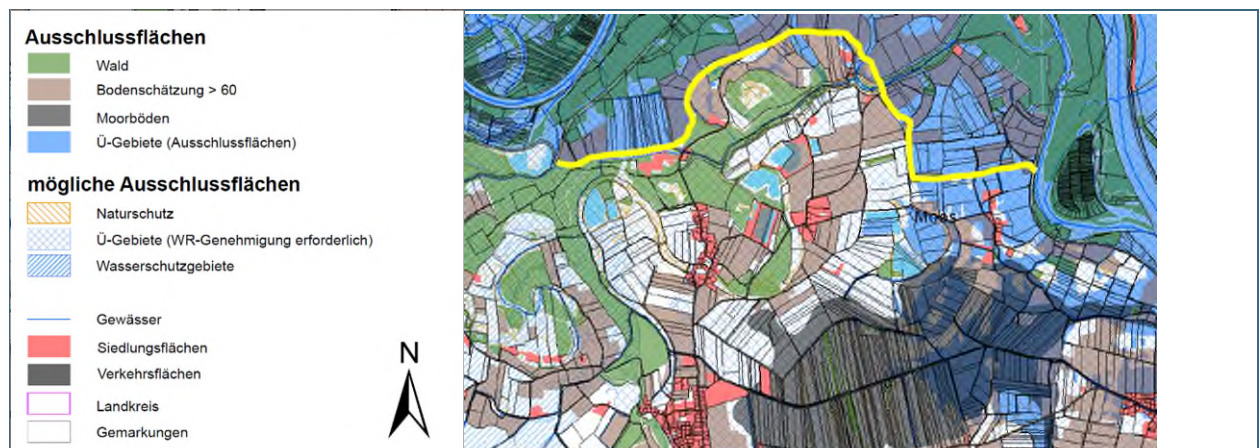 Ausschlussflächen
Wald
Bodenschätzung > 60
Moorböden
Ü-Gebiete (Ausschlussflächen)
mögliche Ausschlussflächen
Naturschutz
Ü-Gebiete (WR-Genehmigung erforderlich)
Wasserschutzgebiete
Gewässer
Siedlungsflächen
Verkehrsflächen
Landkreis
Gemarkungen
N
Moos